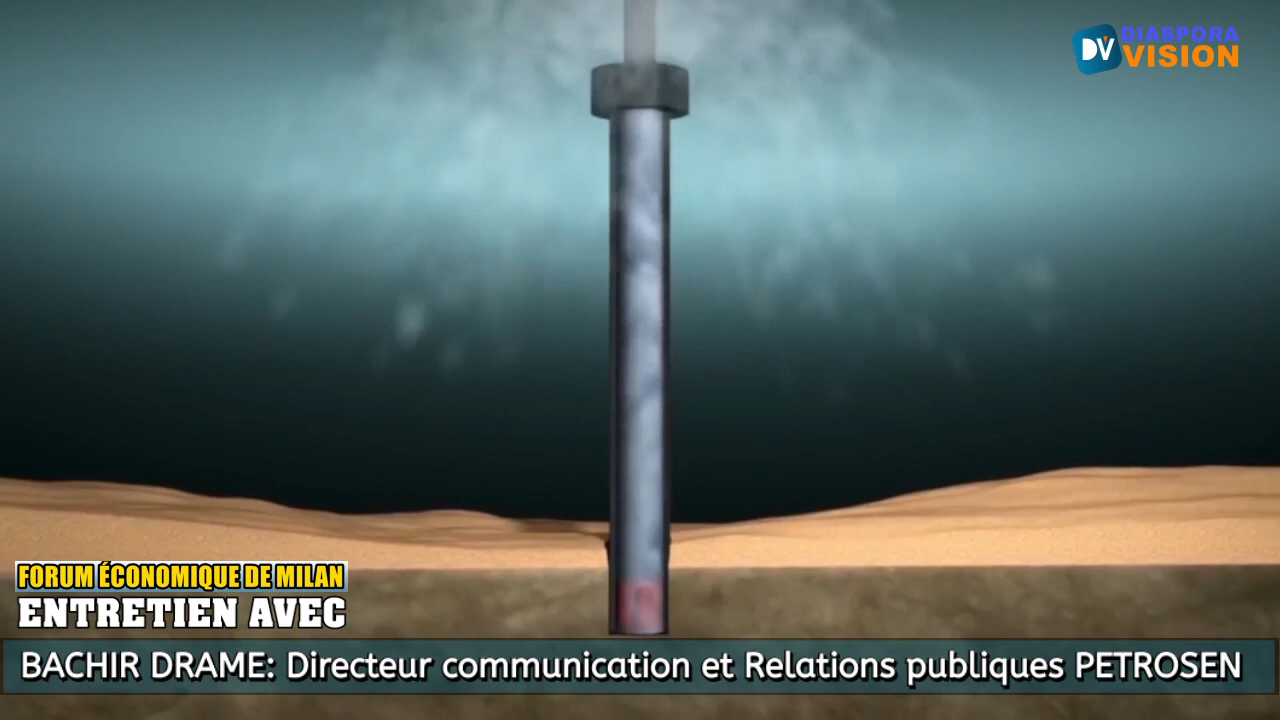 DV DIASPORA
VISION
FORUM ÉCONOMIQUE DE MILAN
ENTRETIEN AVEC
BACHIR DRAME: Directeur communication et Relations publiques PETROSEN